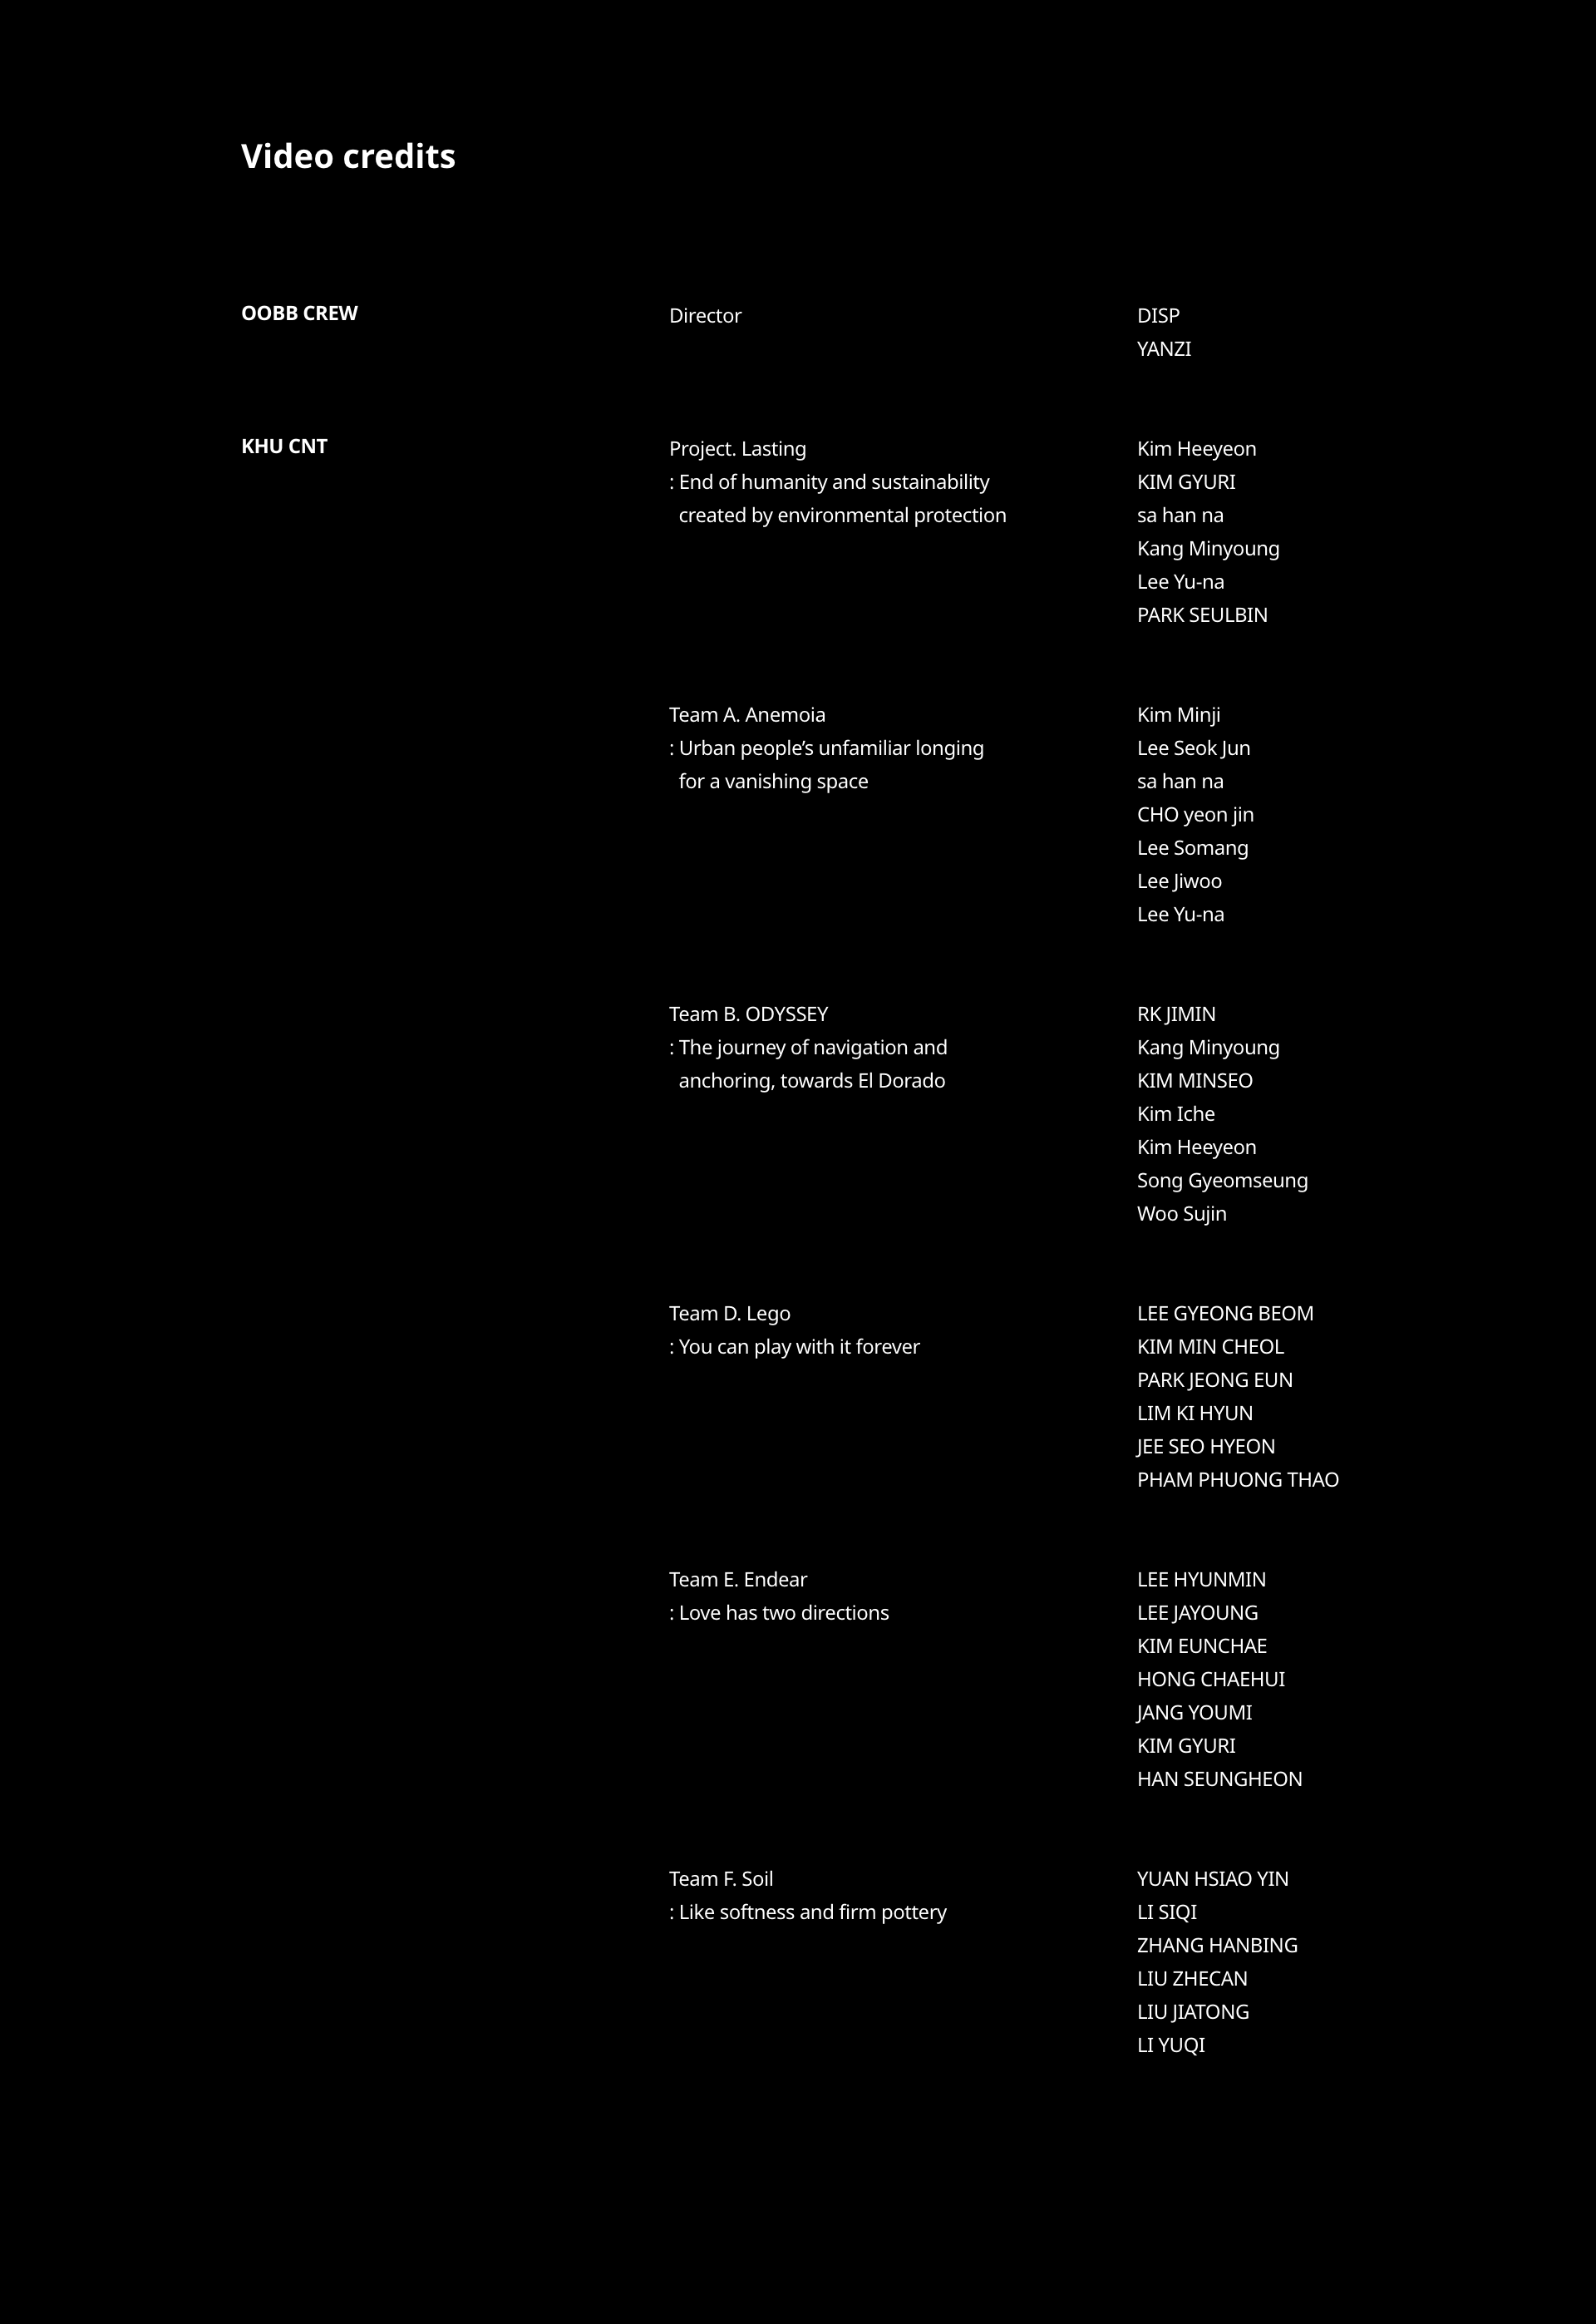 Video credits
OOBB CREW
Director
DISP
YANZI
KHU CNT
Project. Lasting
: End of humanity and sustainability
created by environmental protection
Kim Heeyeon
KIM GYURI
sa han na
Kang Minyoung
Lee Yu-na
PARK SEULBIN
Team A. Anemoia
: Urban people’s unfamiliar longing
for a vanishing space
Kim Minji
Lee Seok Jun
sa han na
CHO yeon jin
Lee Somang
Lee Jiwoo
Lee Yu-na
Team B. ODYSSEY
: The journey of navigation and
anchoring, towards El Dorado
RK JIMIN
Kang Minyoung
KIM MINSEO
Kim Iche
Kim Heeyeon
Song Gyeomseung
Woo Sujin
Team D. Lego
: You can play with it forever
LEE GYEONG BEOM
KIM MIN CHEOL
PARK JEONG EUN
LIM KI HYUN
JEE SEO HYEON
PHAM PHUONG THAO
Team E. Endear
: Love has two directions
LEE HYUNMIN
LEE JAYOUNG
KIM EUNCHAE
HONG CHAEHUI
JANG YOUMI
KIM GYURI
HAN SEUNGHEON
Team F. Soil
: Like softness and firm pottery
YUAN HSIAO YIN
LI SIQI
ZHANG HANBING
LIU ZHECAN
LIU JIATONG
LI YUQI